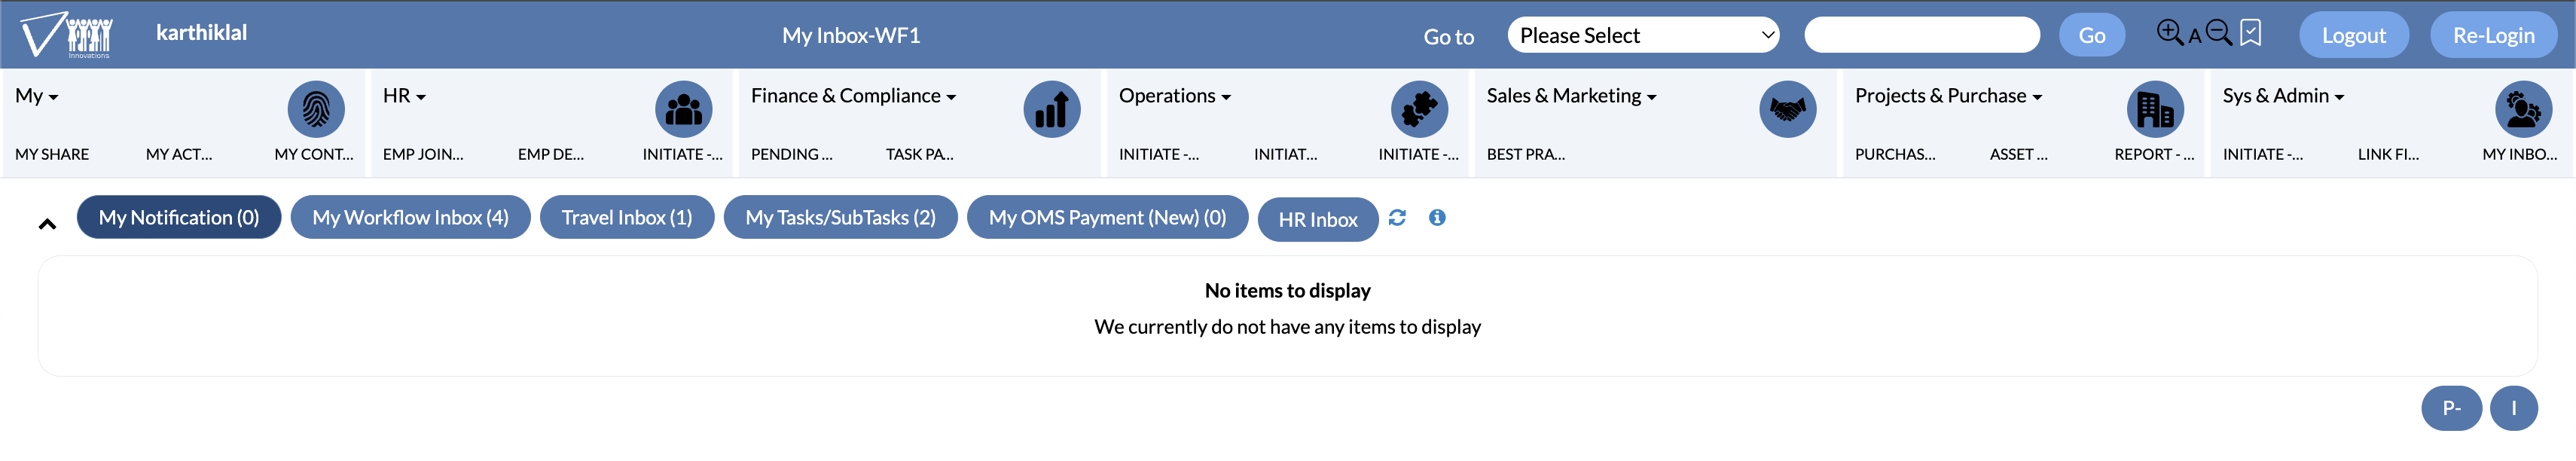 innovations
karthiklal
My Inbox-WF1
Go to
Please Select
Go
A
Logout
Re-Login
My
HR
Finance & Compliance
Operations
Sales & Marketing
Projects & Purchase
Sys & Admin
MY SHARE MY ACT... MY CONT...
EMP JOIN... EMP DE... INITIATE -...
PENDING ... TASK PA...
INITIATE -... INITIAT... INITIATE -...
BEST PRA...
PURCHAS... ASSET ... REPORT - ...
INITIATE -... LINK FI... MY INBO...
My Notification (0)
My Workflow Inbox (4)
Travel Inbox (1)
My Tasks/SubTasks (2)
My OMS Payment (New) (0)
HR Inbox
No items to display
We currently do not have any items to display
P-
I